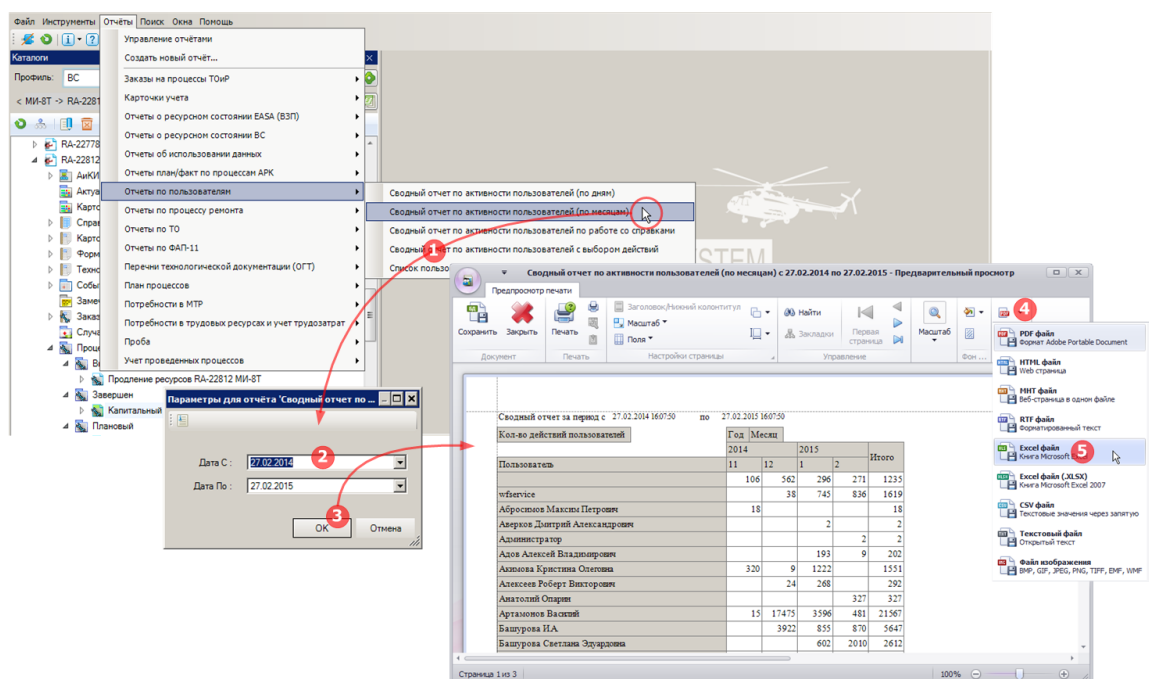 Файл Инструменты Отчёты Поиск Окна Помощь
Каталоги
Профиль: ВС
< МИ-8Т -> RA-2281
RA-22778
RA-22812
АиКИ
Актуа
Карто
Справ
Карто
Форм
Техно
Собы
Замеч
Заказ
Случа
Проце
В
Продление ресурсов RA-22812 МИ-8Т
Завершен
Капитальный
Плановый
Управление отчётами
Создать новый отчёт...
Заказы на процессы ТОиР
Карточки учета
Отчеты о ресурсном состоянии EASA (ВЗП)
Отчеты о ресурсном состоянии ВС
Отчеты об использовании данных
Отчеты план/факт по процессам АРК
Отчеты по пользователям
Отчеты по процессу ремонта
Отчеты по ТО
Отчеты по ФАП-11
Перечни технологической документации (ОГТ)
План процессов
Потребности в МТР
Потребности в трудовых ресурсах и учет трудозатрат
Проба
Учет проведенных процессов
Сводный отчет по активности пользователей (по дням)
Сводный отчет по активности пользователей (по месяцам)
Сводный отчет по активности пользователей по работе со справками
Сводный отчет по активности пользователей с выбором действий
Список пользо
1
STEM
Параметры для отчёта 'Сводный отчет по ...
Дата С : 27.02.2014
2
Дата По : 27.02.2015
3
OK Отмена
Сводный отчет по активности пользователей (по месяцам) с 27.02.2014 по 27.02.2015 - Предварительный просмотр
Предпросмотр печати
Сохранить Закрыть Печать
Заголовок/Нижний колонтитул
Масштаб
Поля
Найти
Закладки
Первая страница
Масштаб
4
Документ Печать Настройки страницы Управление Фон ...
Сводный отчет за период с 27.02.2014 16:07:50 по 27.02.2015 16:07:50
Кол-во действий пользователей Год Месяц
2014 2015 Итого
Пользователь 11 12 1 2
106 562 296 271 1235
wfservice 38 745 836 1619
Абросимов Максим Петрович 18 18
Аверков Дмитрий Александрович 2 2
Администратор 2 2
Адов Алексей Владимирович 193 9 202
Акимова Кристина Олеговна 320 9 1222 1551
Алексеев Роберт Викторович 24 268 292
Анатолий Опарин 327 327
Артамонов Василий 15 17475 3596 481 21567
Башурова И.А. 3922 855 870 5647
Башурова Светлана Эдуардовна 602 2010 2612
Страница 1 из 3 100%
PDF файл
Формат Adobe Portable Document
HTML файл
Web страница
MHT файл
Веб-страница в одном файле
RTF файл
Форматированный текст
Excel файл
Книга Microsoft
5
Excel файл (.XLSX)
Книга Microsoft Excel 2007
CSV файл
Тестовые значения через запятую
Текстовый файл
Открытый текст
Файл изображения
BMP, GIF, JPEG, PNG, TIFF, EMF, WMF